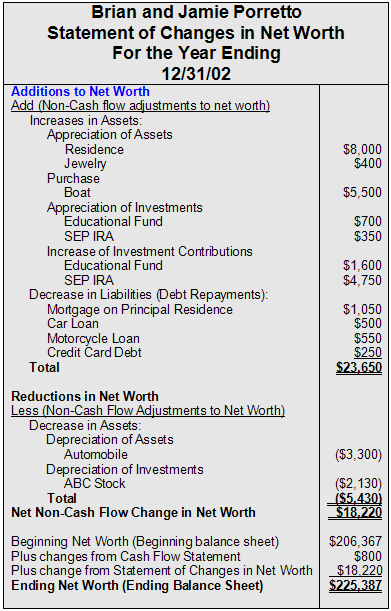 Brian and Jamie Porretto
Statement of Changes in Net Worth
For the Year Ending
12/31/02
Additions to Net Worth
Add (Non-Cash flow adjustments to net worth)
Increases in Assets:
Appreciation of Assets
Residence $8,000
Jewelry $400
Purchase
Boat $5,500
Appreciation of Investments
Educational Fund $700
SEP IRA $350
Increase of Investment Contributions
Educational Fund $1,600
SEP IRA $4,750
Decrease in Liabilities (Debt Repayments):
Mortgage on Principal Residence $1,050
Car Loan $500
Motorcycle Loan $550
Credit Card Debt $250
Total $23,650
Reductions in Net Worth
Less (Non-Cash Flow Adjustments to Net Worth)
Decrease in Assets:
Depreciation of Assets
Automobile ($3,300)
Depreciation of Investments
ABC Stock ($2,130)
Total ($5,430)
Net Non-Cash Flow Change in Net Worth $18,220
Beginning Net Worth (Beginning balance sheet) $206,367
Plus changes from Cash Flow Statement $800
Plus change from Statement of Changes in Net Worth $18,220
Ending Net Worth (Ending Balance Sheet) $225,387